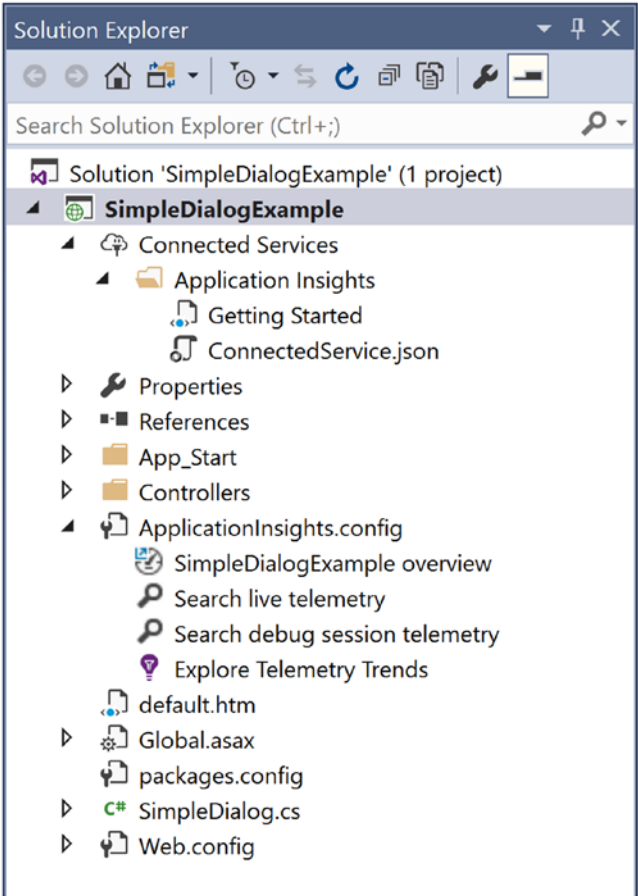 Solution Explorer
Search Solution Explorer (Ctrl+;)
Solution 'SimpleDialogExample' (1 project)
SimpleDialogExample
Connected Services
Application Insights
Getting Started
ConnectedService.json
Properties
References
App_Start
Controllers
ApplicationInsights.config
SimpleDialogExample overview
Search live telemetry
Search debug session telemetry
Explore Telemetry Trends
default.htm
Global.asax
packages.config
C# SimpleDialog.cs
Web.config